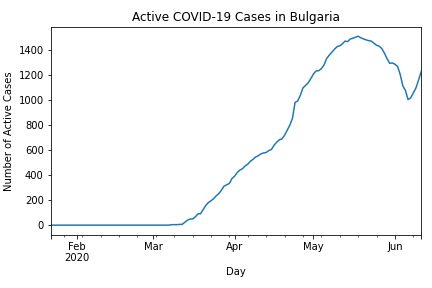 Active COVID-19 Cases in Bulgaria
Number of Active Cases
1400
1200
1000
800
600
400
200
0
Feb Mar Apr May Jun
2020
Day